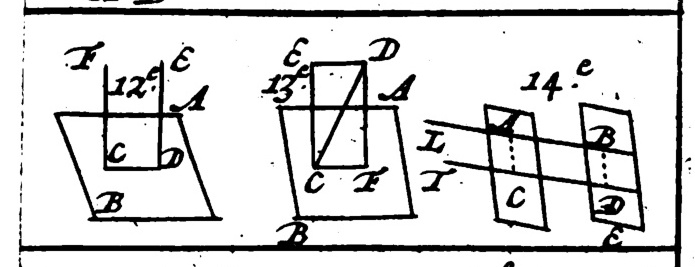 F 12.e E A
C D
B
E 13.e D A
C F
B
14.e
L A B
T C D
E